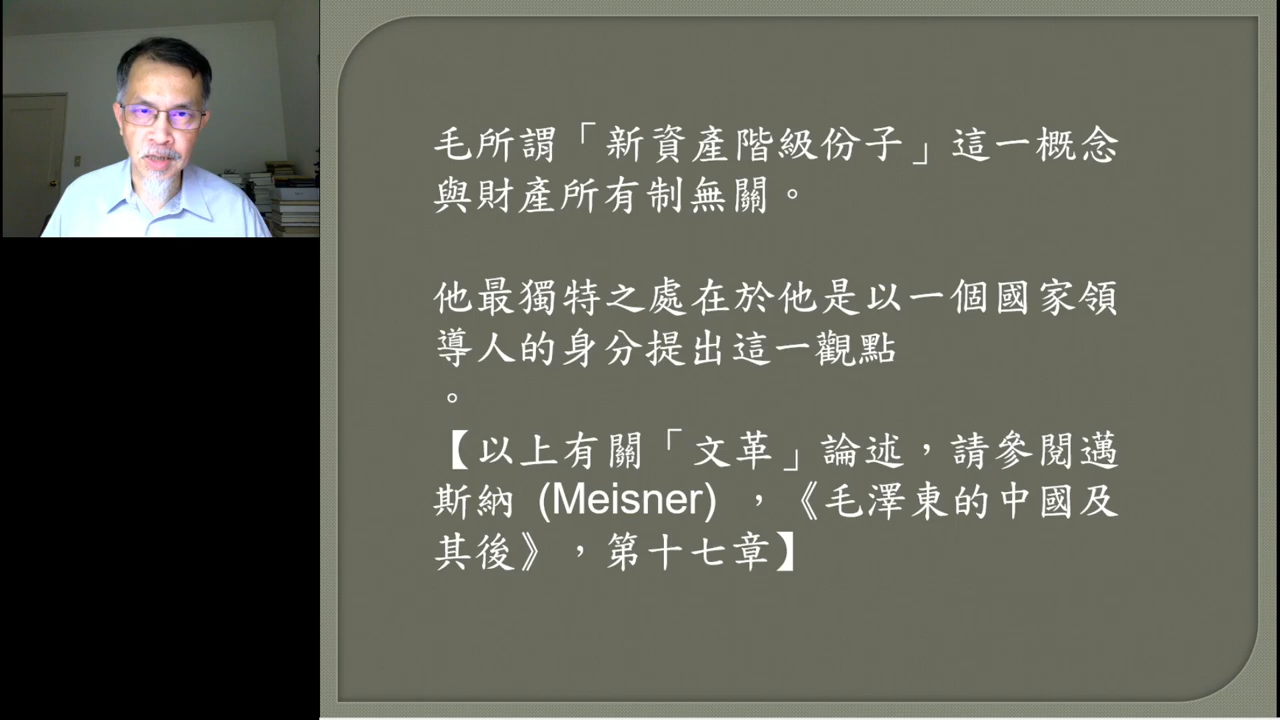 毛所謂「新資產階級份子」這一概念
與財產所有制無關。
他最獨特之處在於他是以一個國家領
導人的身分提出這一觀點
。
【以上有關「文革」論述，請參閱邁
斯納 (Meisner) ，《毛澤東的中國及
其後》，第十七章】